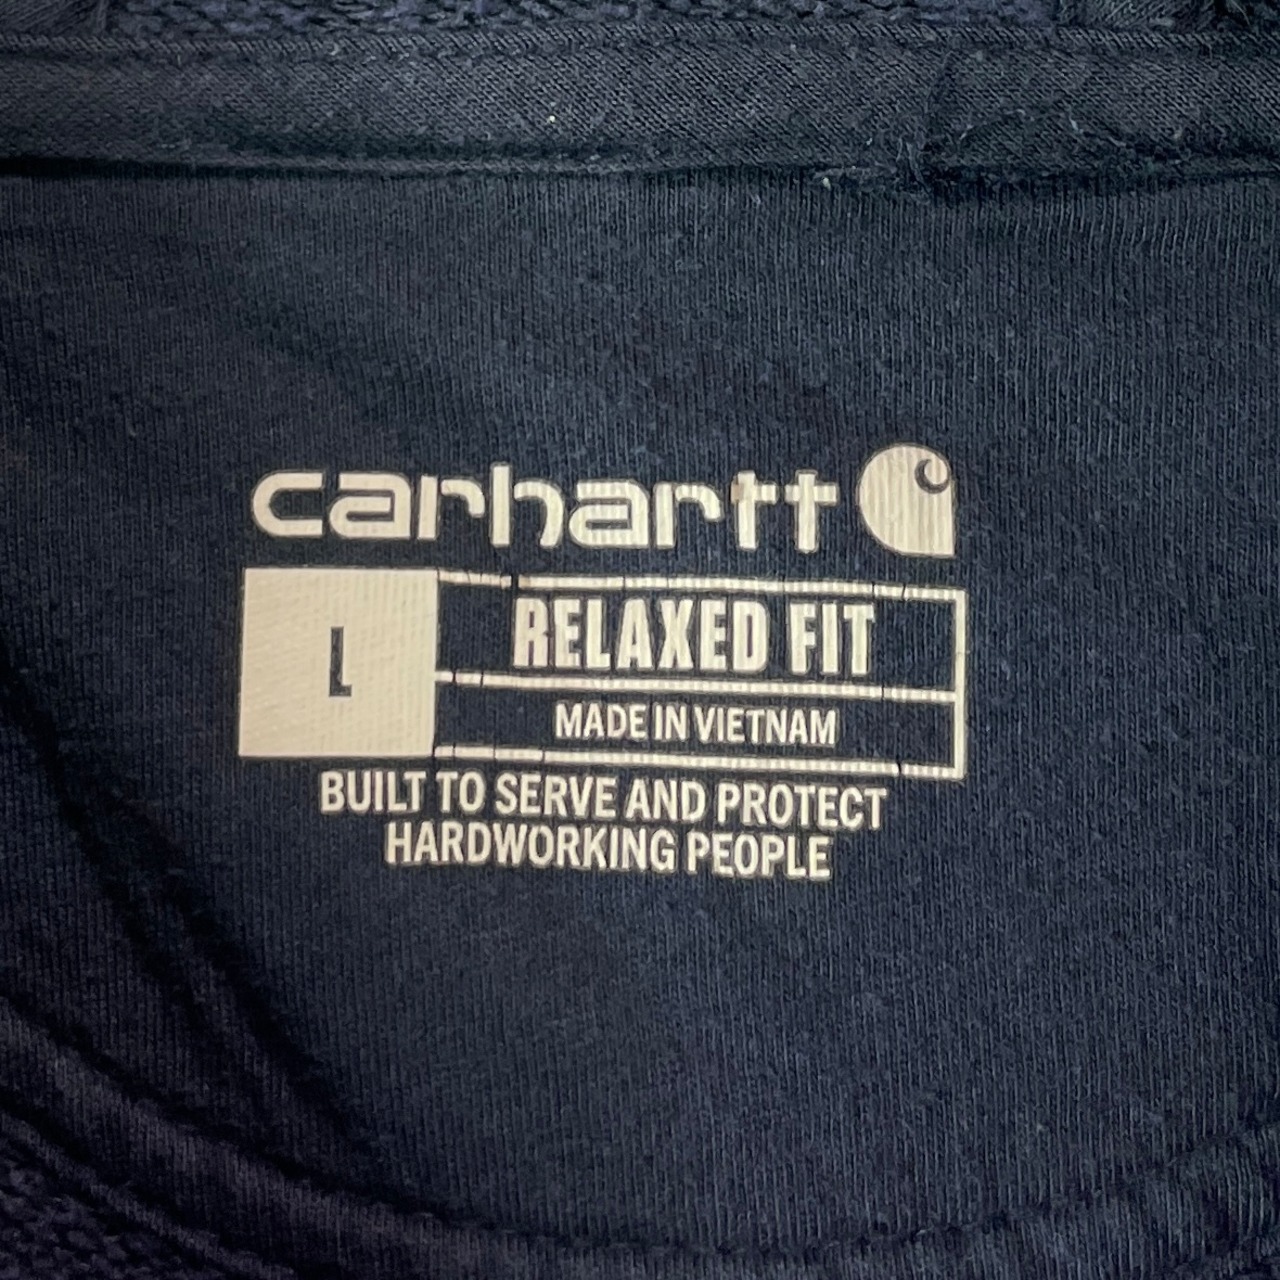 carhartt
L
RELAXED FIT
MADE IN VIETNAM
BUILT TO SERVE AND PROTECT
HARDWORKING PEOPLE